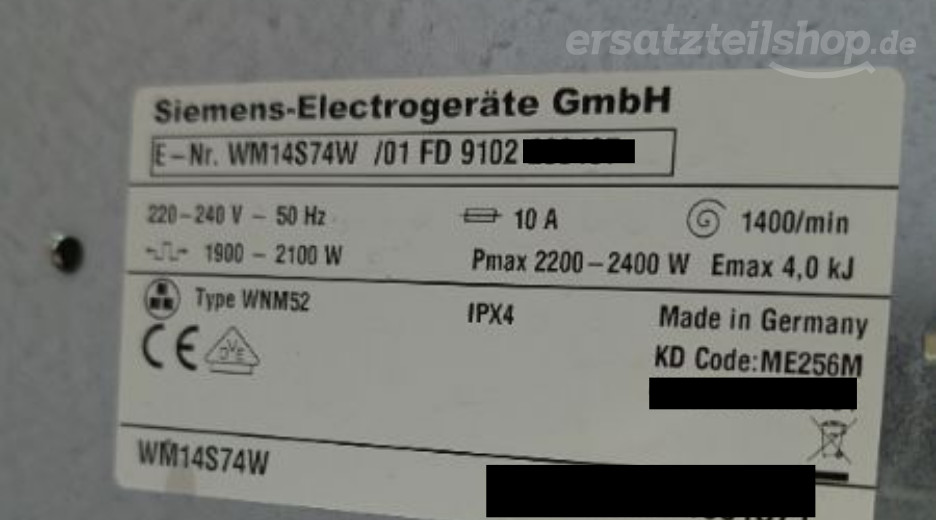 ersatzteilshop.de
Siemens-Electrogeräte GmbH
E-Nr. WM14S74W /01 FD 9102
220-240 V ~ 50 Hz 10 A 1400/min
1900 - 2100 W Pmax 2200-2400 W Emax 4,0 kJ
Type WNM52 IPX4 Made in Germany
CE DVE KD Code:ME256M
WM14S74W